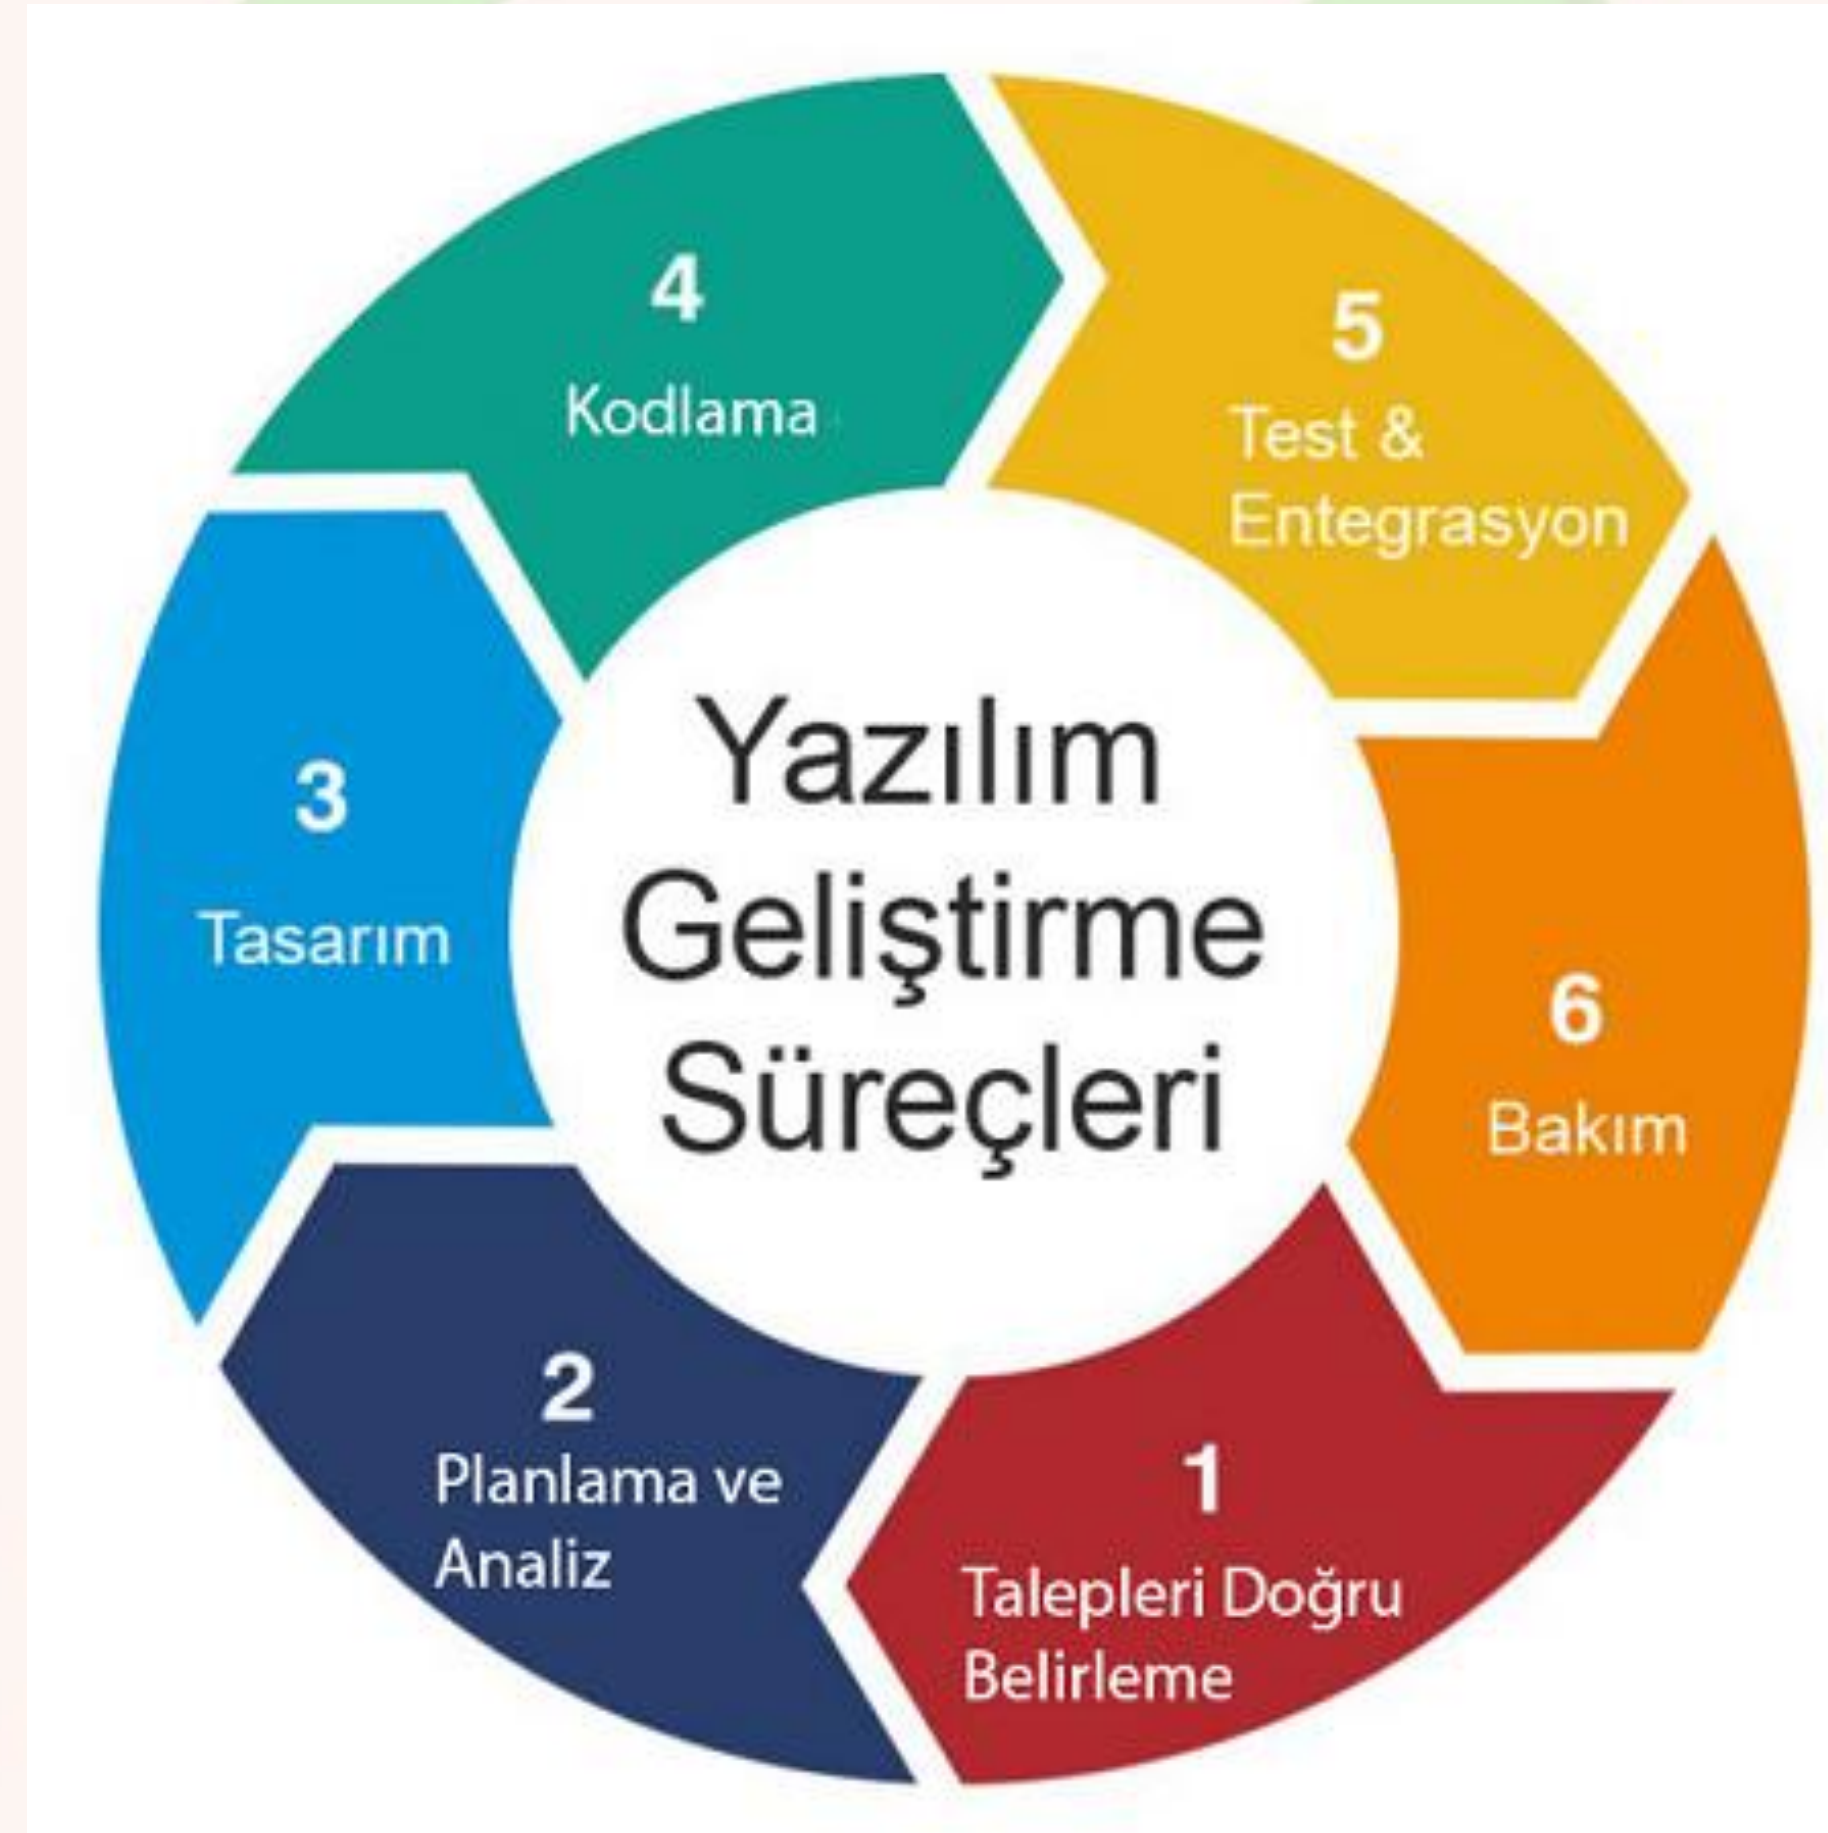 4
Kodlama
5
Test &
Entegrasyon
3
Tasarım
Yazılım
Geliştirme
Süreçleri
6
Bakım
2
Planlama ve
Analiz
1
Talepleri Doğru
Belirleme